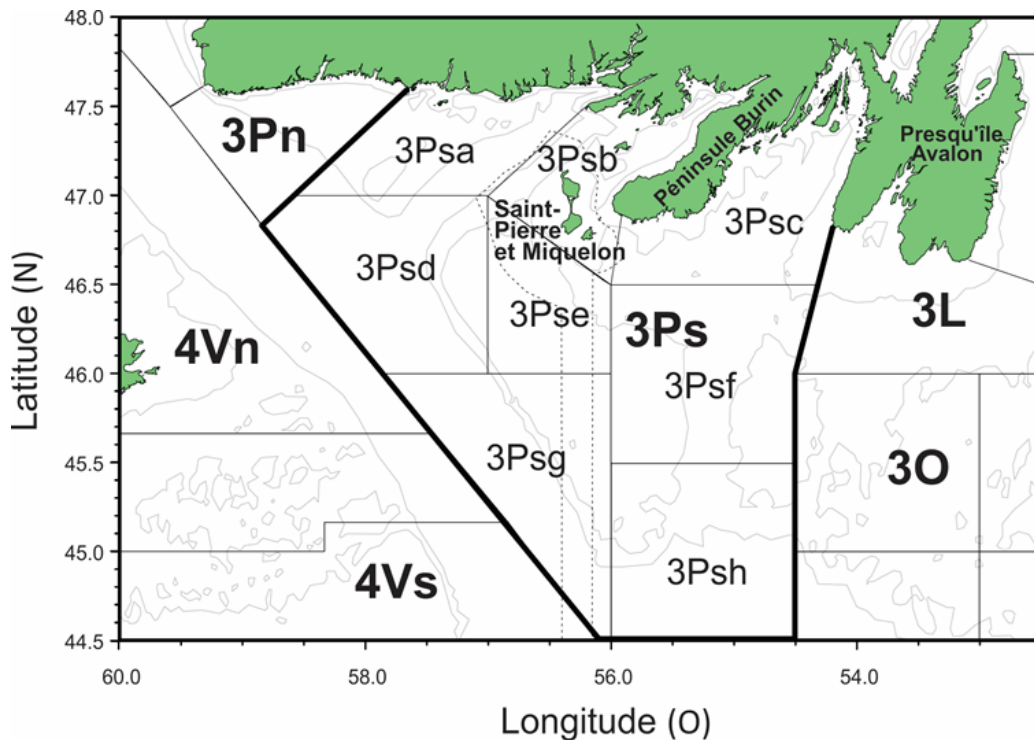 48.0
47.5
47.0
46.5
46.0
45.5
45.0
44.5
Latitude (N)
3Pn
3Psa
3Psb
Péninsule Burin
Presqu'île
Avalon
Saint-
Pierre
et Miquelon
3Psc
3Psd
3Pse
3Ps
3L
4Vn
3Psf
3Psg
3O
4Vs
3Psh
60.0
58.0
56.0
54.0
Longitude (O)